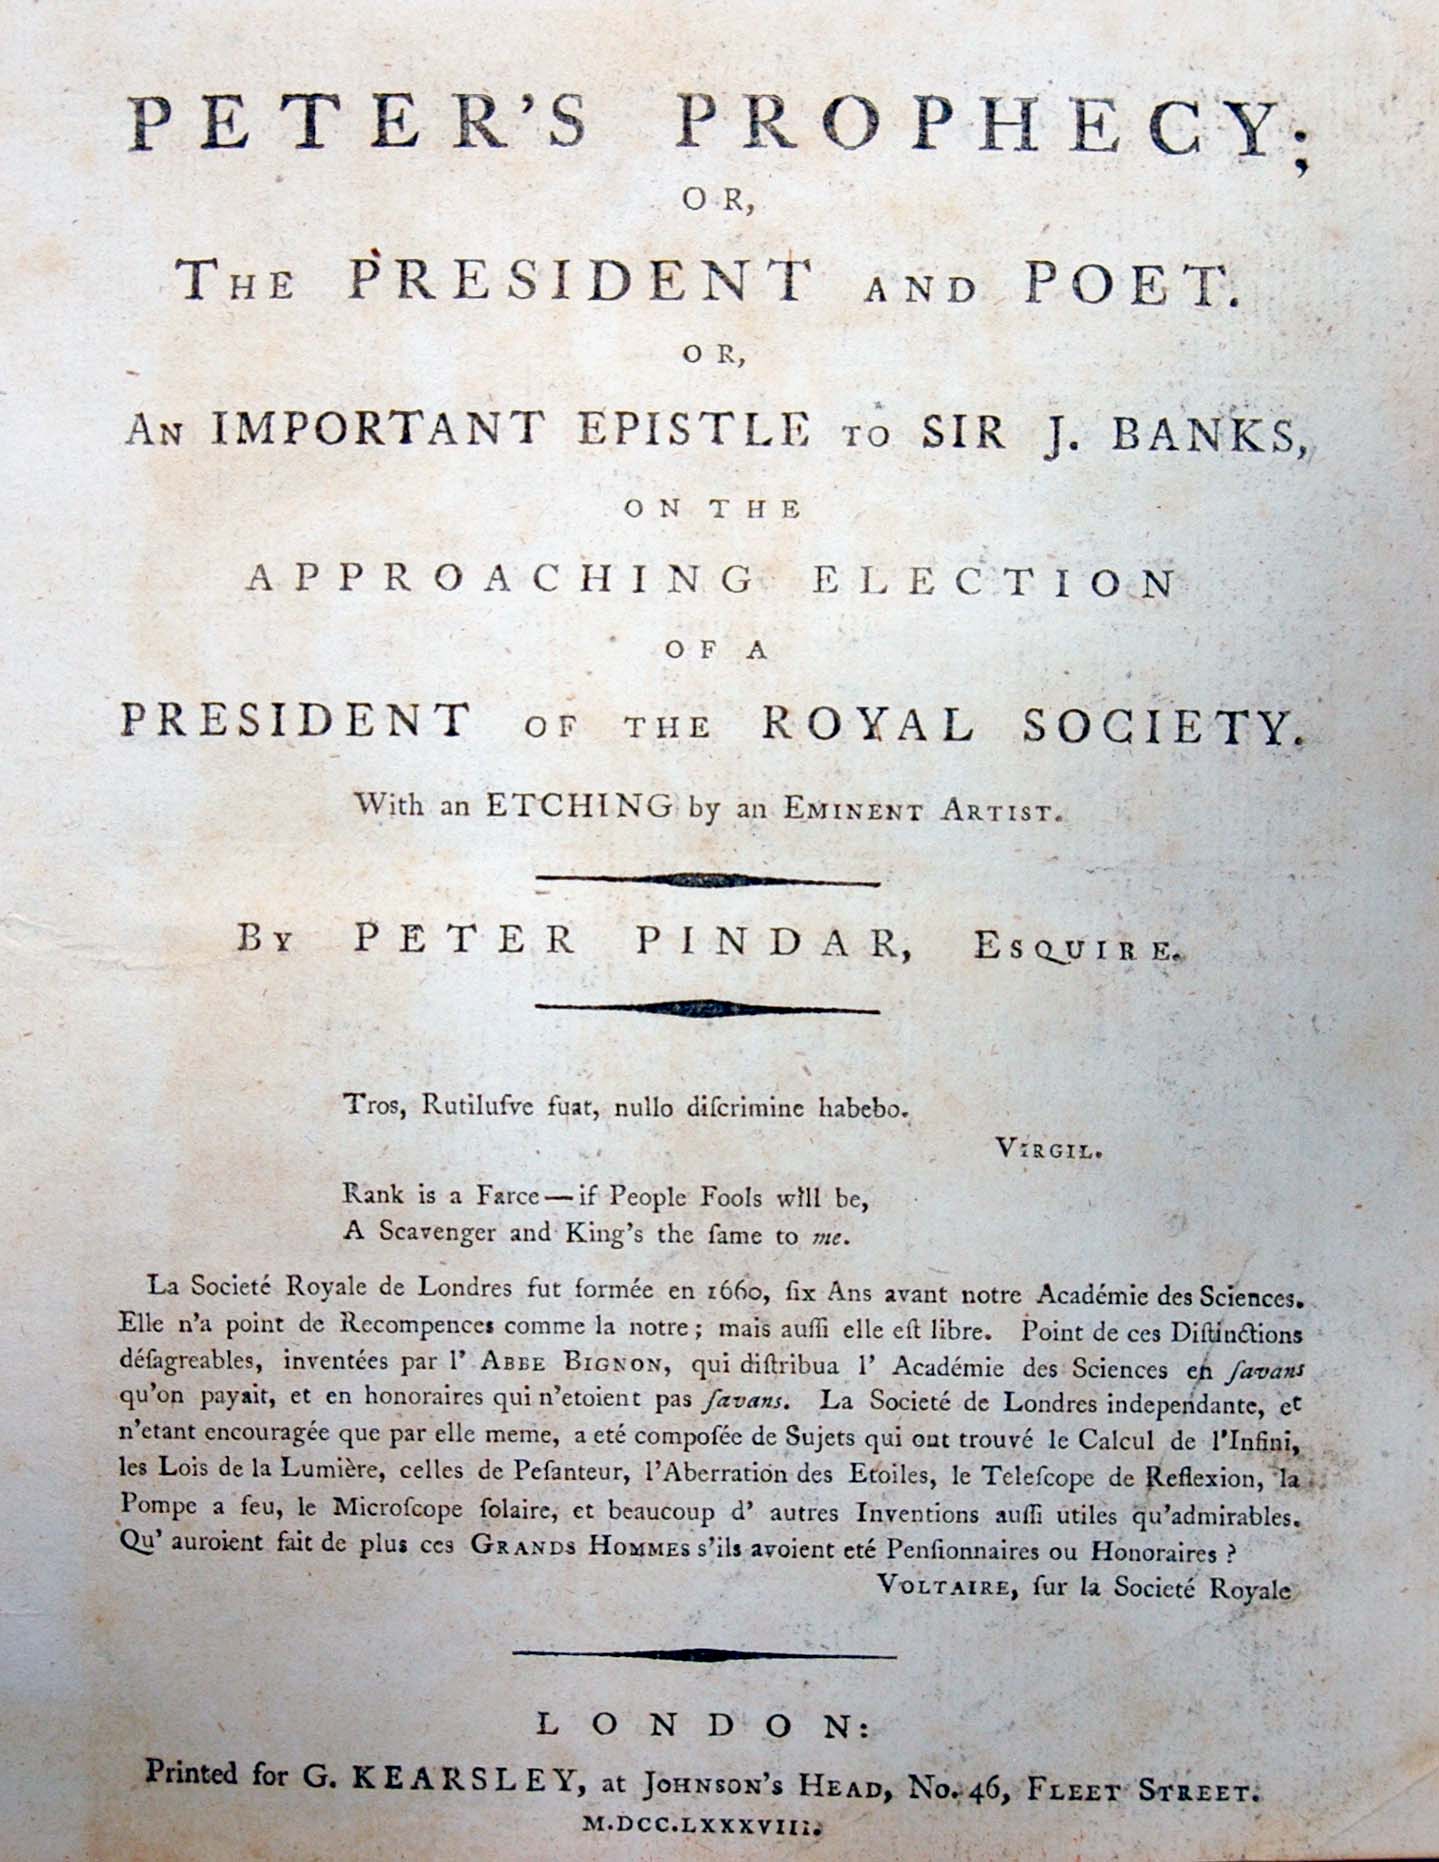 PETER'S PROPHECY;
OR,
THE PRESIDENT AND POET.
OR,
AN IMPORTANT EPISTLE TO SIR J. BANKS,
ON THE
APPROACHING ELECTION
OF A
PRESIDENT OF THE ROYAL SOCIETY.
With an ETCHING by an EMINENT ARTIST.
BY PETER PINDAR, ESQUIRE.
Tros, Rutiluſve fuat, nullo diſcrimine habebo.
VIRGIL.
Rank is a Farce—if People Fools will be,
A Scavenger and King's the ſame to me.
La Societé Royale de Londres fut formée en 1660, ſix Ans avant notre Académie des Sciences.
Elle n'a point de Recompences comme la notre; mais auſſi elle eſt libre. Point de ces Diſtinctions
déſagreables, inventées par l' ABBE BIGNON, qui diſtribua l' Académie des Sciences en ſavans
qu'on payait, et en honoraires qui n'etoient pas ſavans. La Societé de Londres independante, et
n'etant encouragée que par elle meme, a eté compoſée de Sujets qui ont trouvé le Calcul de l'Infini,
les Lois de la Lumière, celles de Peſanteur, l'Aberration des Etoiles, le Teleſcope de Reflexion, la
Pompe a feu, le Microſcope ſolaire, et beaucoup d' autres Inventions auſſi utiles qu'admirables.
Qu' auroient fait de plus ces GRANDS HOMMES s'ils avoient eté Penſionnaires ou Honoraires?
VOLTAIRE, ſur la Societé Royale
LONDON:
Printed for G. KEARSLEY, at JOHNSON'S HEAD, No. 46, FLEET STREET.
M.DCC.LXXXVIII.